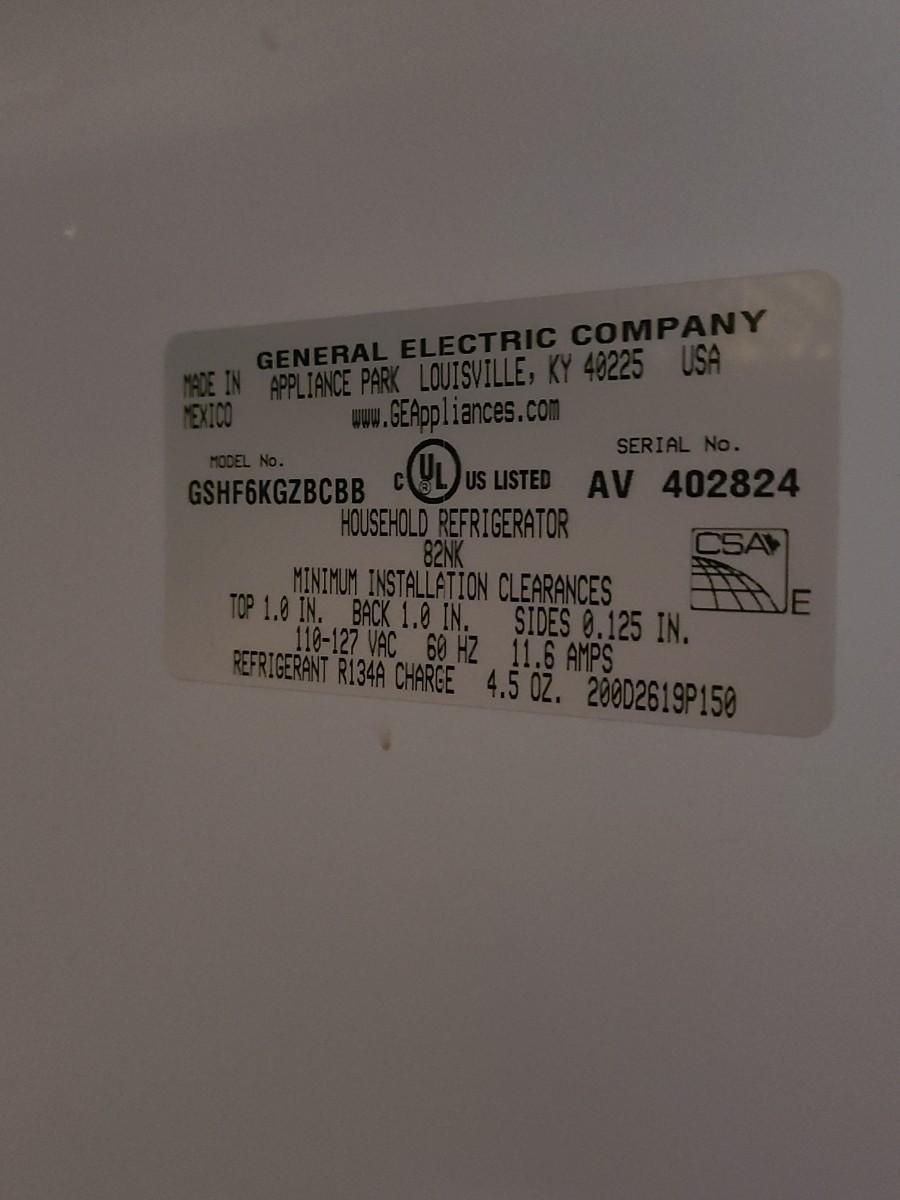 GENERAL ELECTRIC COMPANY
MADE IN MEXICO
APPLIANCE PARK LOUISVILLE, KY 40225 USA
www.GEAppliances.com
MODEL No.
GSHF6KGZBCBB
C UL ® US LISTED
SERIAL No.
AV 402824
HOUSEHOLD REFRIGERATOR
82NK
CSA E
MINIMUM INSTALLATION CLEARANCES
TOP 1.0 IN. BACK 1.0 IN. SIDES 0.125 IN.
110-127 VAC 60 HZ 11.6 AMPS
REFRIGERANT R134A CHARGE 4.5 OZ. 200D2619P150